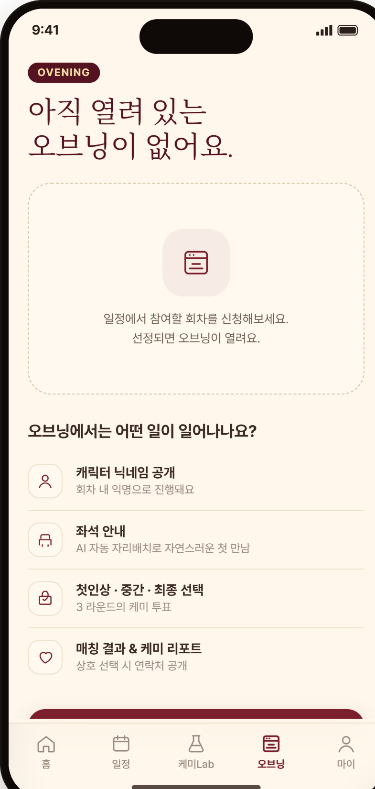 9:41
OVENING
아직 열려 있는
오브닝이 없어요.
일정에서 참여할 회차를 신청해보세요.
선정되면 오브닝이 열려요.
오브닝에서는 어떤 일이 일어나나요?
캐릭터 닉네임 공개
회차 내 익명으로 진행돼요
좌석 안내
AI 자동 자리배치로 자연스러운 첫 만남
첫인상 · 중간 · 최종 선택
3 라운드의 케미 투표
매칭 결과 & 케미 리포트
상호 선택 시 연락처 공개
홈
일정
케미Lab
오브닝
마이